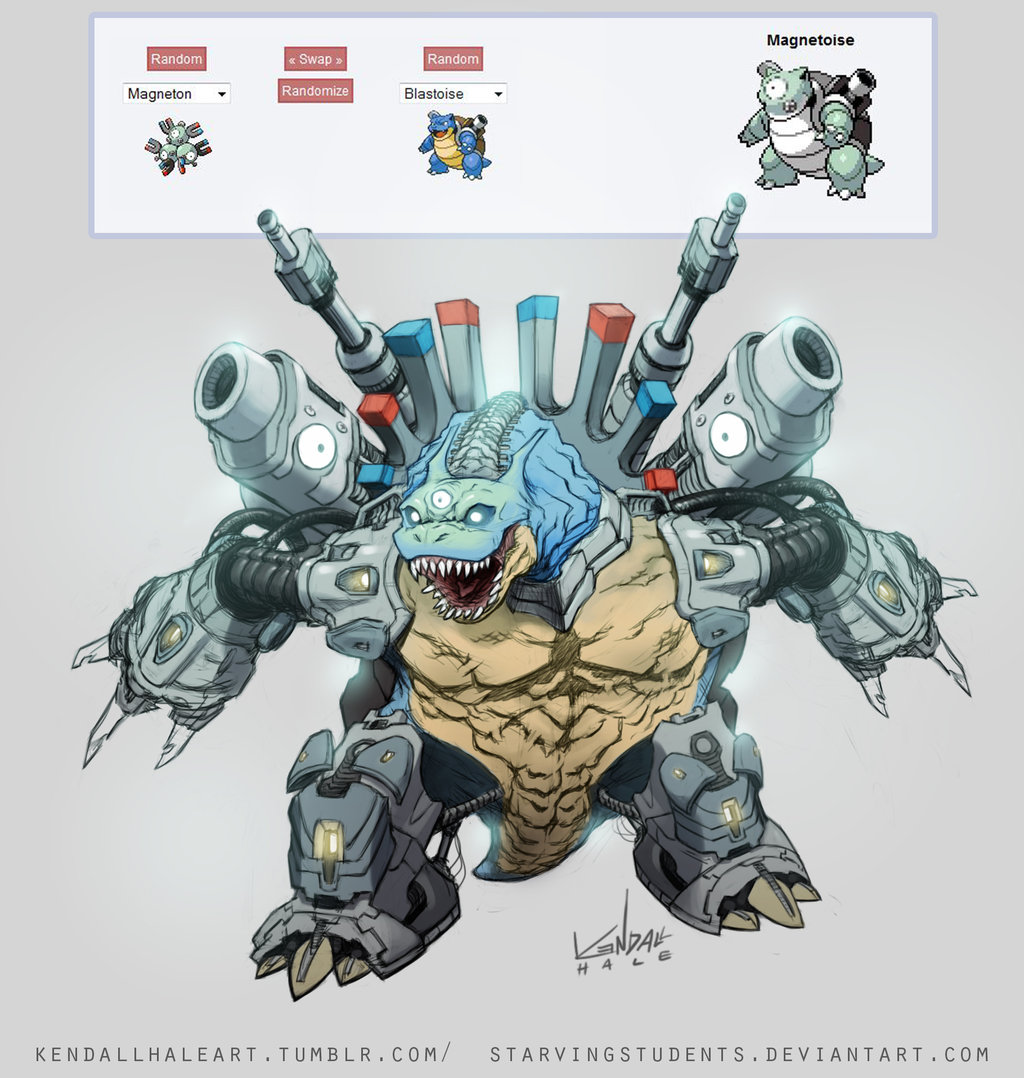 Magnetoise
Random
« Swap »
Random
Magneton
Randomize
Blastoise
KENDALL
HALE
KENDALLHALEART.TUMBLR.COM/ STARVINGSTUDENTS.DEVIANTART.COM